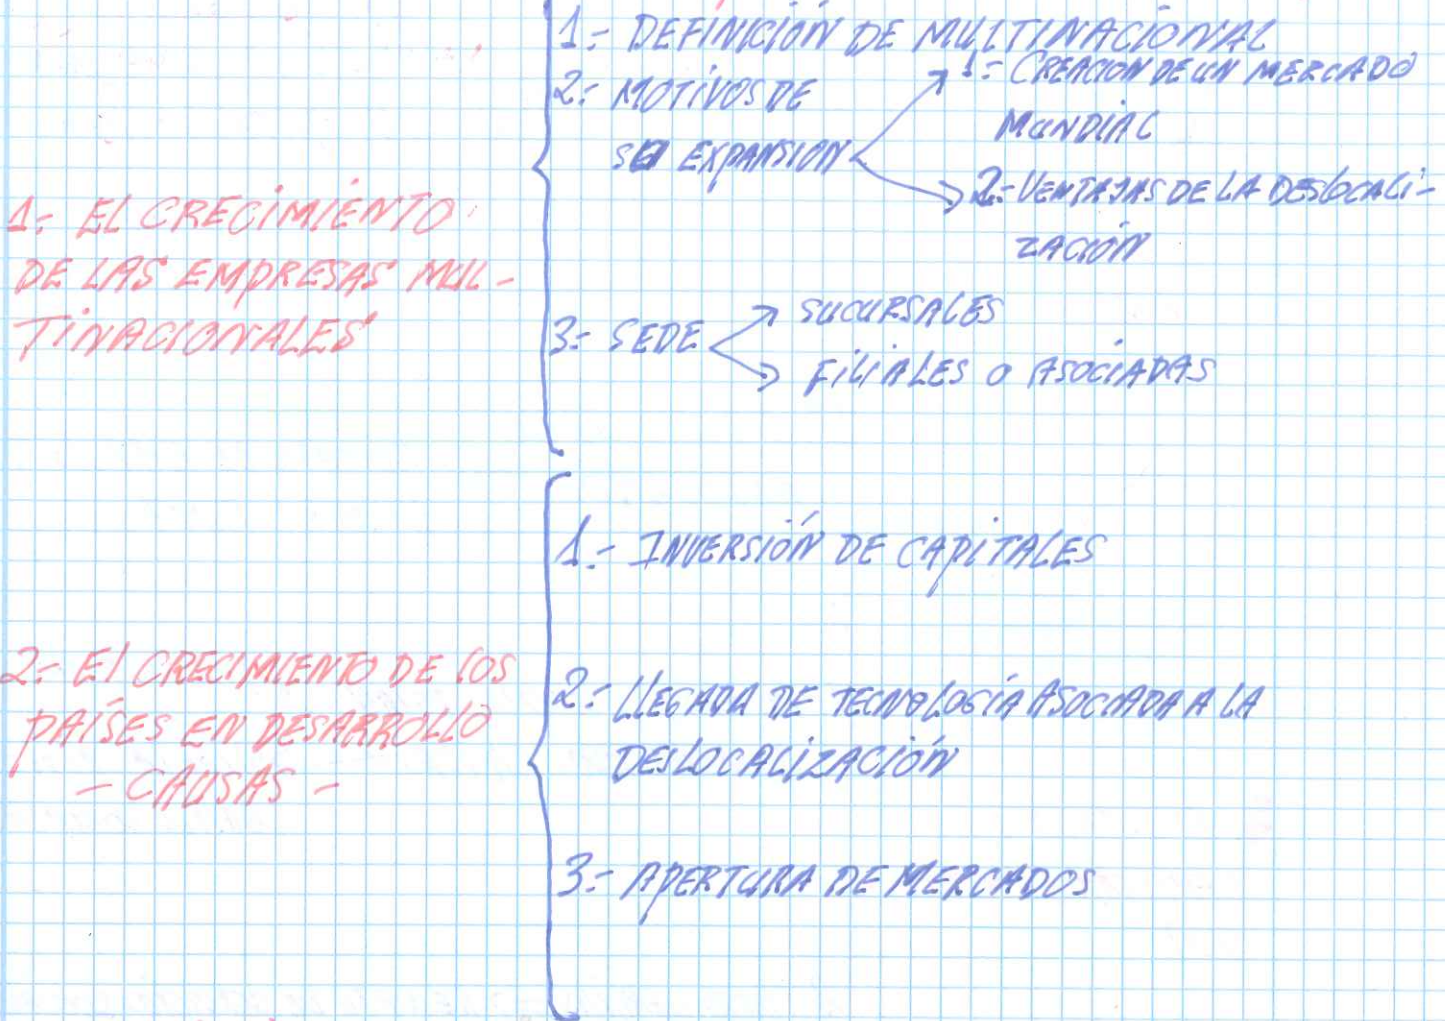 1.- DEFINICIÓN DE MULTINACIONAL
2.- MOTIVOS DE
SU EXPANSION
1.- CREACION DE UN MERCADO
MUNDIAL
2.- VENTAJAS DE LA DESLOCALI-
ZACIÓN
3.- SEDE
SUCURSALES
FILIALES O ASOCIADAS
1.- EL CRECIMIENTO
DE LAS EMPRESAS MUL-
TINACIONALES
1.- INVERSIÓN DE CAPITALES
2.- LLEGADA DE TECNOLOGÍA ASOCIADA A LA
DESLOCALIZACIÓN
3.- APERTURA DE MERCADOS
2.- El CRECIMIENTO DE LOS
PAÍSES EN DESARROLLO
- CAUSAS -